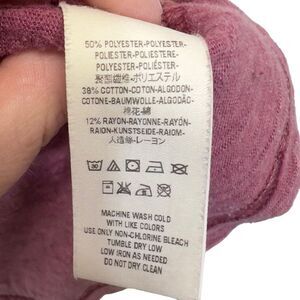 50% POLYESTER-POLYESTER-
POLIESTER-POLIESTERE-
POLYESTER-POLIÉSTER-
聚酯纖維-ポリエステル
38% COTTON-COTON-ALGODON-
COTONE-BAUMWOLLE-ALGODÃO-
棉花-綿
12% RAYON-RAYONNE-RAYÓN-
RAION-KUNSTSEIDE-RAIOM-
人造絲-レーヨン
MACHINE WASH COLD
WITH LIKE COLORS
USE ONLY NON-CHLORINE BLEACH
TUMBLE DRY LOW
LOW IRON AS NEEDED
DO NOT DRY CLEAN